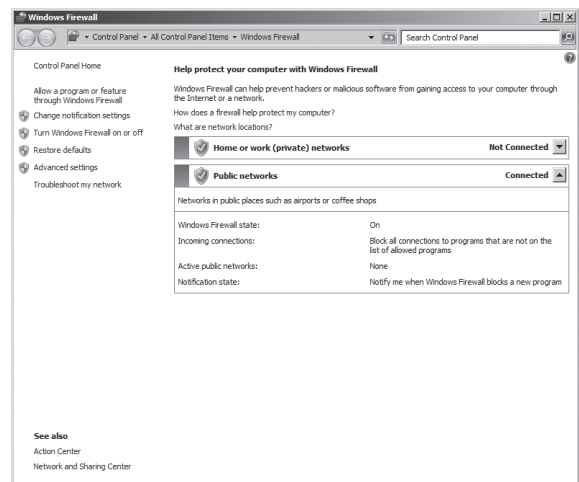 Windows Firewall
Control Panel
All Control Panel Items
Windows Firewall
Search Control Panel
Control Panel Home
Allow a program or feature
through Windows Firewall
Change notification settings
Turn Windows Firewall on or off
Restore defaults
Advanced settings
Troubleshoot my network
See also
Action Center
Network and Sharing Center
Help protect your computer with Windows Firewall
Windows Firewall can help prevent hackers or malicious software from gaining access to your computer through
the Internet or a network.
How does a firewall help protect my computer?
What are network locations?
Home or work (private) networks Not Connected
Public networks Connected
Networks in public places such as airports or coffee shops
Windows Firewall state: On
Incoming connections: Block all connections to programs that are not on the
list of allowed programs
Active public networks: None
Notification state: Notify me when Windows Firewall blocks a new program